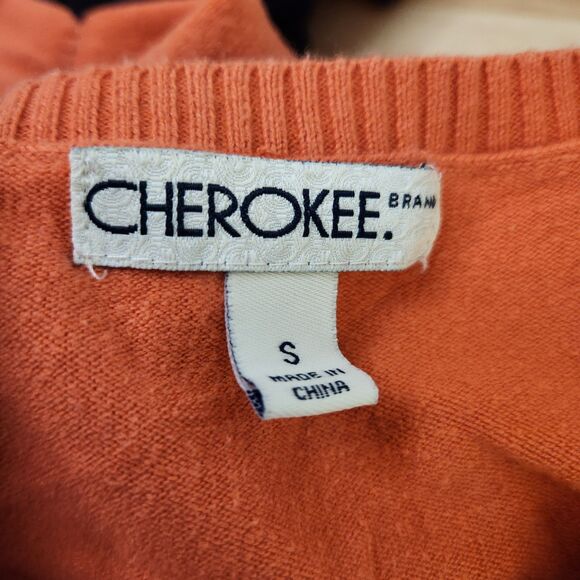 CHEROKEE. BRAND
S
MADE IN
CHINA